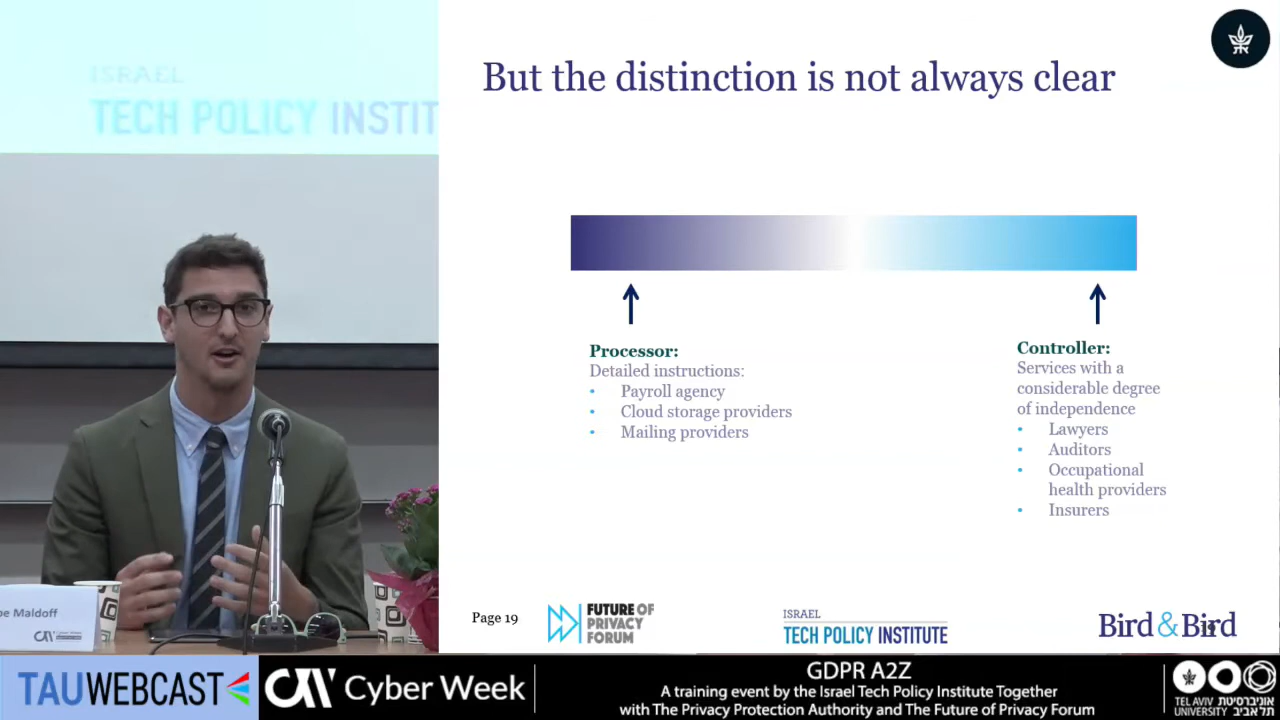 ISRAEL
TECH POLICY INSTIT
But the distinction is not always clear
Processor:
Detailed instructions:
• Payroll agency
• Cloud storage providers
• Mailing providers
Controller:
Services with a
considerable degree
of independence
• Lawyers
• Auditors
• Occupational
health providers
• Insurers
oe Maldoff
Cyber Week
Page 19
FUTURE OF
PRIVACY
FORUM
ISRAEL
TECH POLICY INSTITUTE
Bird & Bird
TAUWEBCAST
Cyber Week
GDPR A2Z
A training event by the Israel Tech Policy Institute Together
with The Privacy Protection Authority and The Future of Privacy Forum
TEL AVIV אוניברסיטת
UNIVERSITY תל אביב